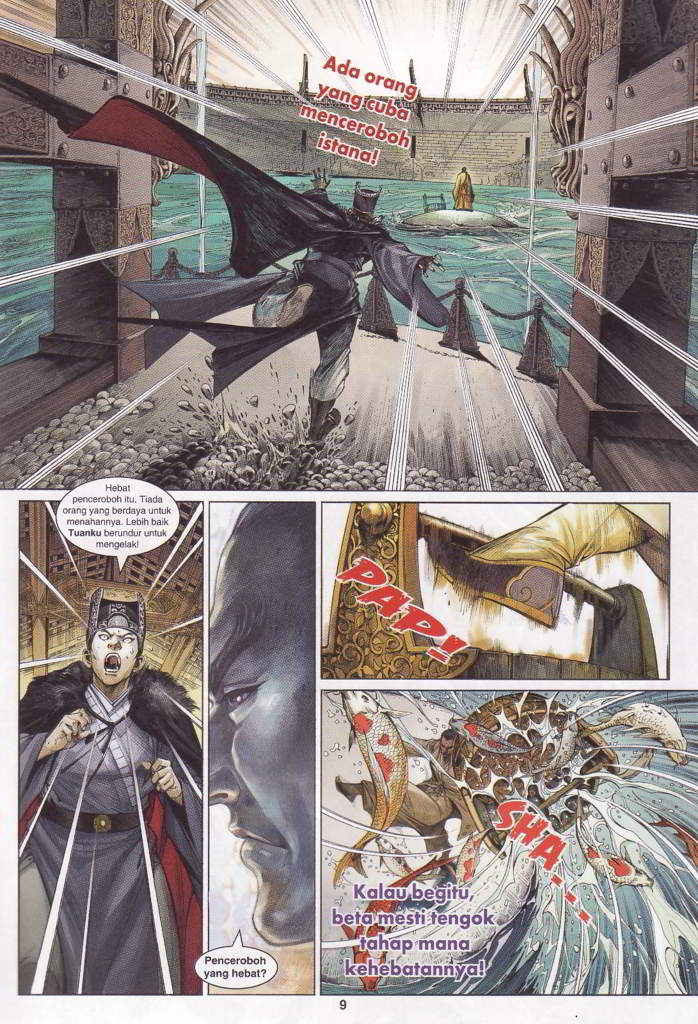 Ada orang
yang cuba
menceroboh
istana!
Hebat
penceroboh itu. Tiada
orang yang berdaya untuk
menahannya. Lebih baik
Tuanku berundur untuk
mengelak!
Penceroboh
yang hebat?
PAP!
SHA...
Kalau begitu,
beta mesti tengok
tahap mana
kehebatannya!
9